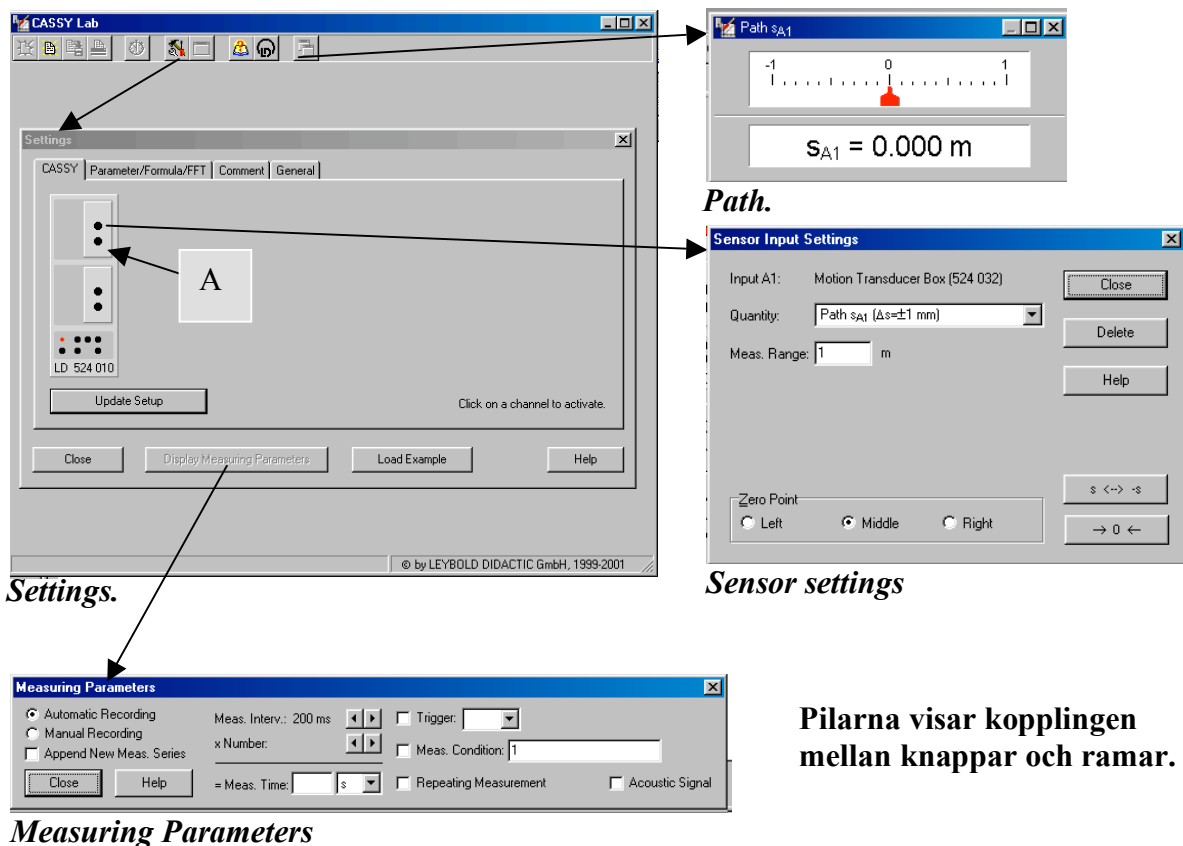 CASSY Lab
Settings
CASSY Parameter/Formula/FFT Comment General
A
LD 524 010
Update Setup
Click on a channel to activate.
Close Display Measuring Parameters Load Example Help
© by LEYBOLD DIDACTIC GmbH, 1999-2001
Settings.
Path sA1
-1 0 1
sA1 = 0.000 m
Path.
Sensor Input Settings
Input A1: Motion Transducer Box (524 032)
Close
Quantity: Path sA1 (Δs=±1 mm)
Delete
Meas. Range: 1 m
Help
Zero Point
Left Middle Right
s <--> -s
→ 0 ←
Sensor settings
Measuring Parameters
Automatic Recording
Manual Recording
Append New Meas. Series
Close Help
Meas. Interv.: 200 ms
x Number:
= Meas. Time: s
Trigger:
Meas. Condition: 1
Repeating Measurement Acoustic Signal
Measuring Parameters
Pilarna visar kopplingen
mellan knappar och ramar.